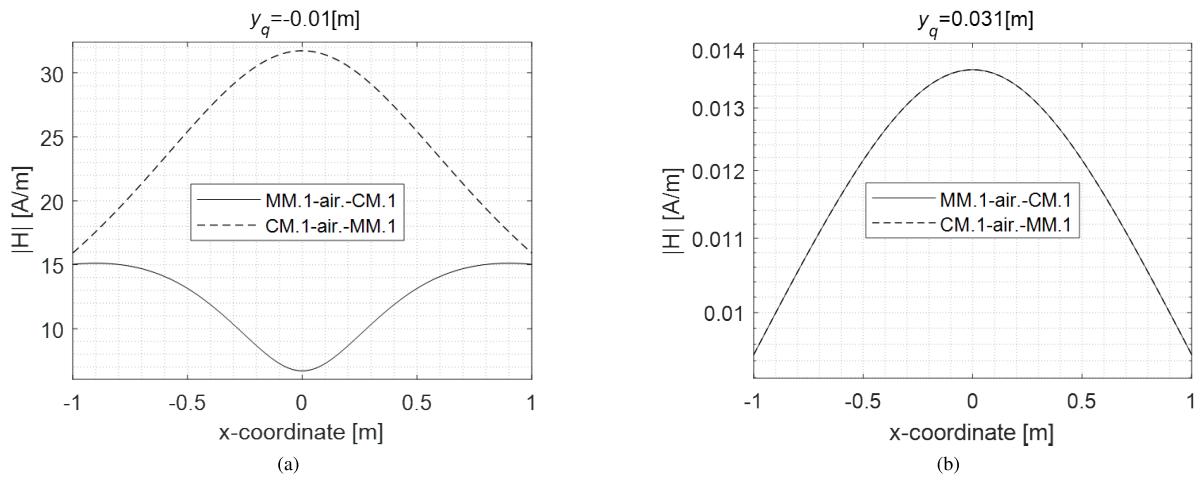 y_q=-0.01[m]
|H| [A/m]
30
25
20
15
10
MM.1-air.-CM.1
CM.1-air.-MM.1
-1
-0.5
0
0.5
1
x-coordinate [m]
(a)
y_q=0.031[m]
|H| [A/m]
0.014
0.013
0.012
0.011
0.01
MM.1-air.-CM.1
CM.1-air.-MM.1
-1
-0.5
0
0.5
1
x-coordinate [m]
(b)